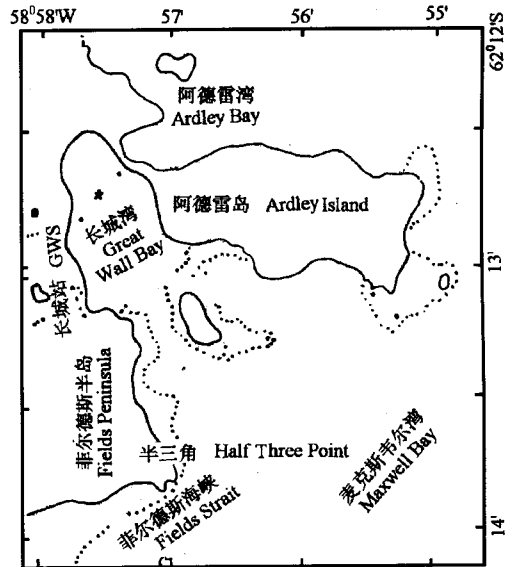 58°58'W
57'
56'
55'
62°12'S
阿德雷湾
Ardley Bay
阿德雷岛 Ardley Island
长城湾
Great
Wall Bay
13'
长城站 GWS
菲尔德斯半岛
Fields Peninsula
半三角 Half Three Point
麦克斯韦尔湾
Maxwell Bay
菲尔德斯海峡
Fields Strait
14'